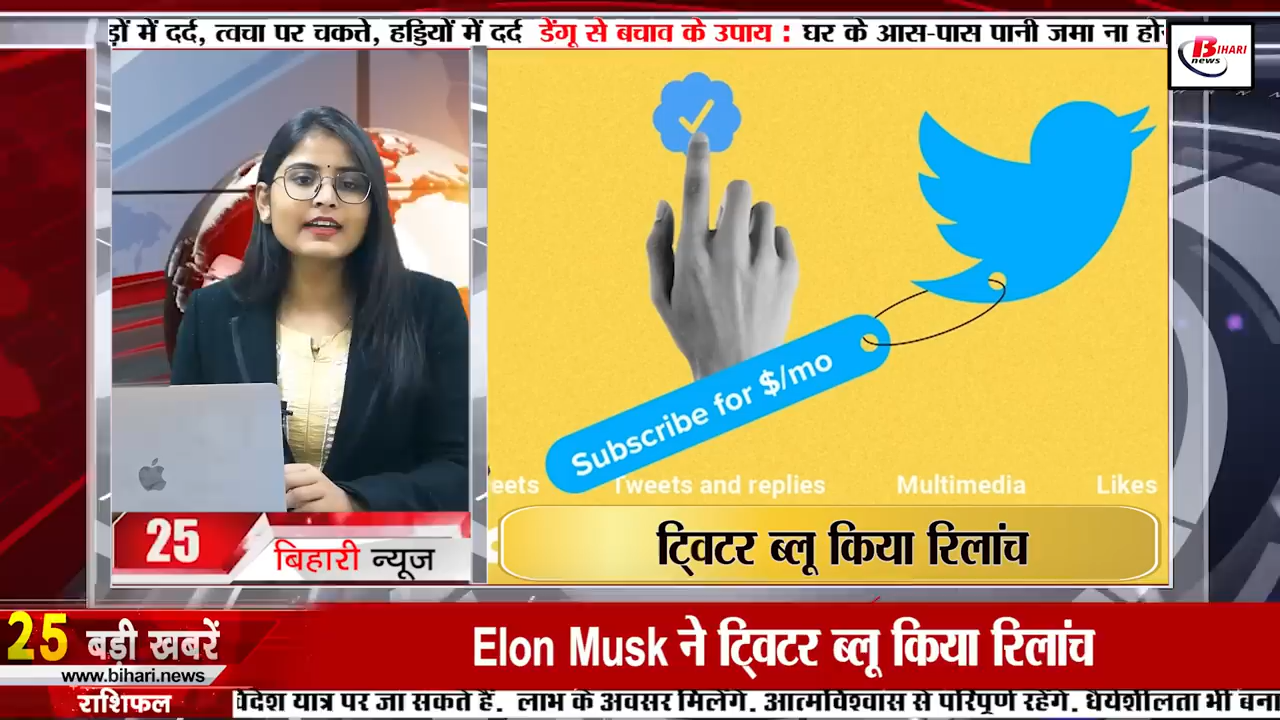 में दर्द, त्वचा पर चकत्ते, हड्डियों में दर्द डेंगू से बचाव के उपाय : घर के आस-पास पानी जमा ना
BIHARI
news
Subscribe for $/mo
Tweets and replies Multimedia Likes
25
बिहारी न्यूज
ट्विटर ब्लू किया रिलांच
25 बड़ी खबरें
www.bihari.news
Elon Musk ने ट्विटर ब्लू किया रिलांच
राशिफल
यात्र पर जा सकते हैं. लाभ के अवसर मिलेंगे. आत्मविश्वास से परिपूर्ण रहेंगे. धैर्यशीलता भी